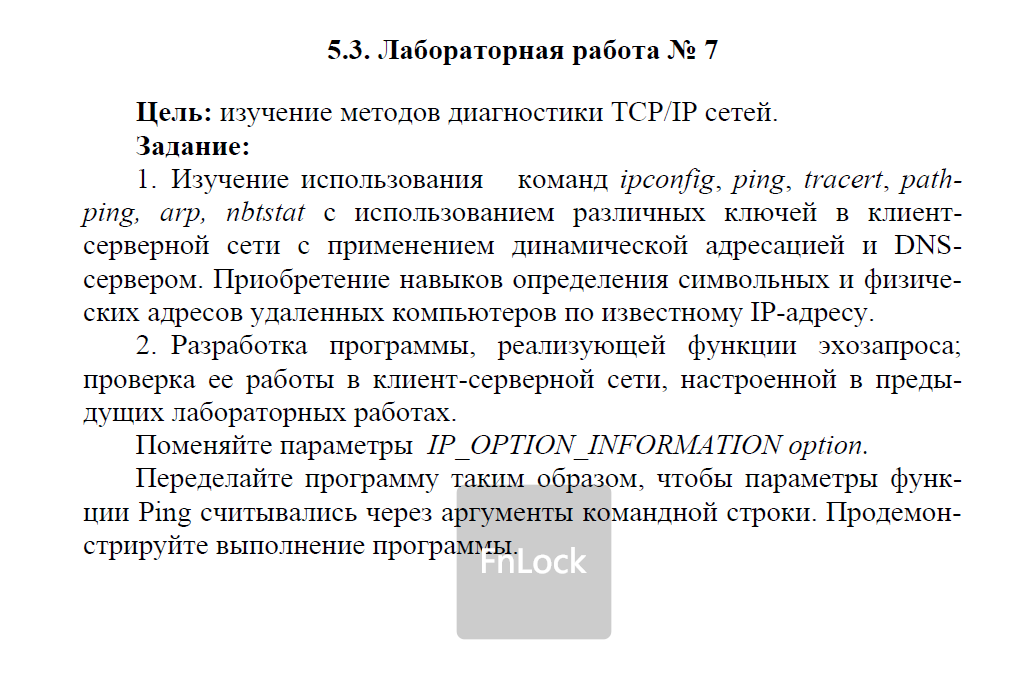 5.3. Лабораторная работа № 7
Цель: изучение методов диагностики TCP/IP сетей.
Задание:
1. Изучение использования команд ipconfig, ping, tracert, path-
ping, arp, nbtstat с использованием различных ключей в клиент-
серверной сети с применением динамической адресацией и DNS-
сервером. Приобретение навыков определения символьных и физиче-
ских адресов удаленных компьютеров по известному IP-адресу.
2. Разработка программы, реализующей функции эхозапроса;
проверка ее работы в клиент-серверной сети, настроенной в преды-
дущих лабораторных работах.
Поменяйте параметры IP_OPTION_INFORMATION option.
Переделайте программу таким образом, чтобы параметры функ-
ции Ping считывались через аргументы командной строки. Продемон-
стрируйте выполнение программы.
FnLock